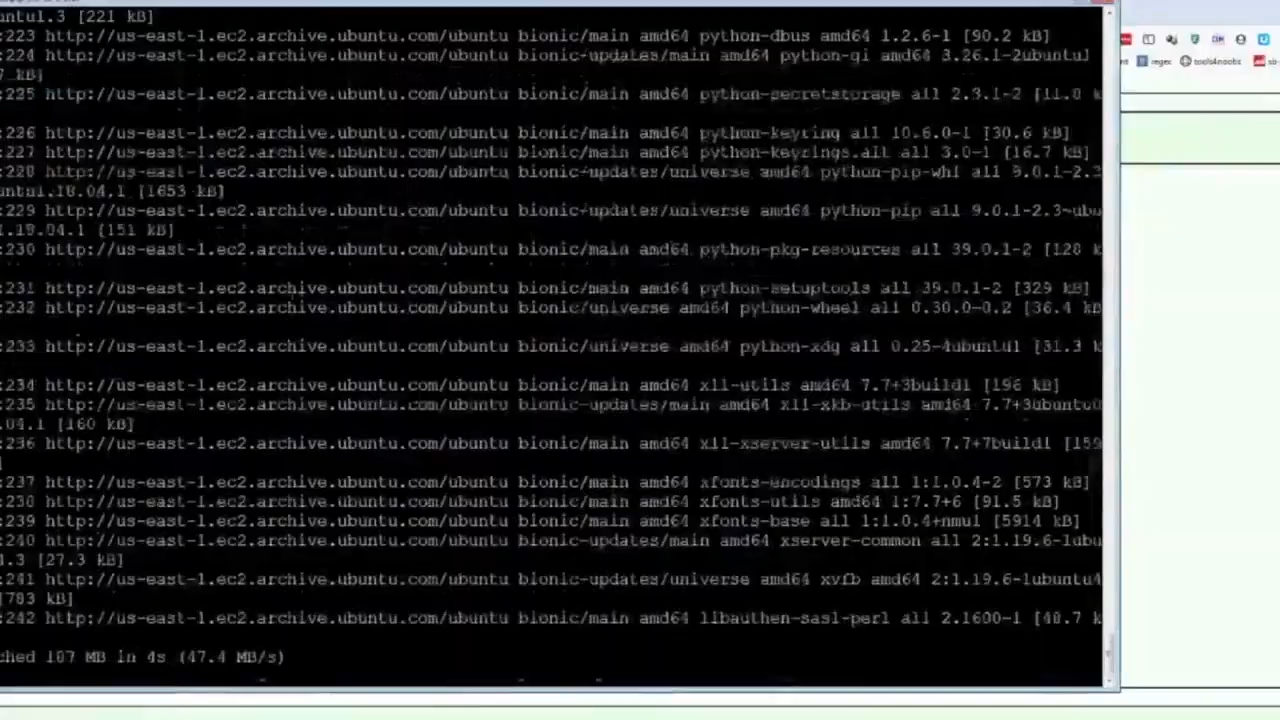 untu1.3 [221 kB]
:223 http://us-east-1.ec2.archive.ubuntu.com/ubuntu bionic/main amd64 python-dbus amd64 1.2.6-1 [90.2 kB]
:224 http://us-east-1.ec2.archive.ubuntu.com/ubuntu bionic-updates/main amd64 python-gi amd64 3.26.1-2ubuntu1
7 kB]
:225 http://us-east-1.ec2.archive.ubuntu.com/ubuntu bionic/main amd64 python-secretstorage all 2.3.1-2 [11.8 k
:226 http://us-east-1.ec2.archive.ubuntu.com/ubuntu bionic/main amd64 python-keyring all 10.6.0-1 [30.6 kB]
:227 http://us-east-1.ec2.archive.ubuntu.com/ubuntu bionic/main amd64 python-keyrings.alt all 3.0-1 [16.7 kB]
:228 http://us-east-1.ec2.archive.ubuntu.com/ubuntu bionic-updates/universe amd64 python-pip-whl all 9.0.1-2.3
untu1.18.04.1 [1653 kB]
:229 http://us-east-1.ec2.archive.ubuntu.com/ubuntu bionic-updates/universe amd64 python-pip all 9.0.1-2.3~ubu
1.18.04.1 [151 kB]
:230 http://us-east-1.ec2.archive.ubuntu.com/ubuntu bionic/main amd64 python-pkg-resources all 39.0.1-2 [128 k
:231 http://us-east-1.ec2.archive.ubuntu.com/ubuntu bionic/main amd64 python-setuptools all 39.0.1-2 [329 kB]
:232 http://us-east-1.ec2.archive.ubuntu.com/ubuntu bionic/universe amd64 python-wheel all 0.30.0-0.2 [36.4 kB
:233 http://us-east-1.ec2.archive.ubuntu.com/ubuntu bionic/universe amd64 python-xdg all 0.25-4ubuntu1 [31.3 k
:234 http://us-east-1.ec2.archive.ubuntu.com/ubuntu bionic/main amd64 x11-utils amd64 7.7+3build1 [196 kB]
:235 http://us-east-1.ec2.archive.ubuntu.com/ubuntu bionic-updates/main amd64 x11-xkb-utils amd64 7.7+3ubuntu0
.04.1 [160 kB]
:236 http://us-east-1.ec2.archive.ubuntu.com/ubuntu bionic/main amd64 x11-xserver-utils amd64 7.7+7build1 [159
]
:237 http://us-east-1.ec2.archive.ubuntu.com/ubuntu bionic/main amd64 xfonts-encodings all 1:1.0.4-2 [573 kB]
:238 http://us-east-1.ec2.archive.ubuntu.com/ubuntu bionic/main amd64 xfonts-utils amd64 1:7.7+6 [91.5 kB]
:239 http://us-east-1.ec2.archive.ubuntu.com/ubuntu bionic/main amd64 xfonts-base all 1:1.0.4+nmu1 [5914 kB]
:240 http://us-east-1.ec2.archive.ubuntu.com/ubuntu bionic-updates/main amd64 xserver-common all 2:1.19.6-1ubu
4.3 [27.3 kB]
:241 http://us-east-1.ec2.archive.ubuntu.com/ubuntu bionic-updates/universe amd64 xvfb amd64 2:1.19.6-1ubuntu4
[783 kB]
:242 http://us-east-1.ec2.archive.ubuntu.com/ubuntu bionic/main amd64 libauthen-sasl-perl all 2.1600-1 [48.7 k
ched 187 MB in 4s (47.4 MB/s)
regex
tools4noobs